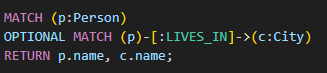 MATCH (p:Person)
OPTIONAL MATCH (p)-[:LIVES_IN]->(c:City)
RETURN p.name, c.name;